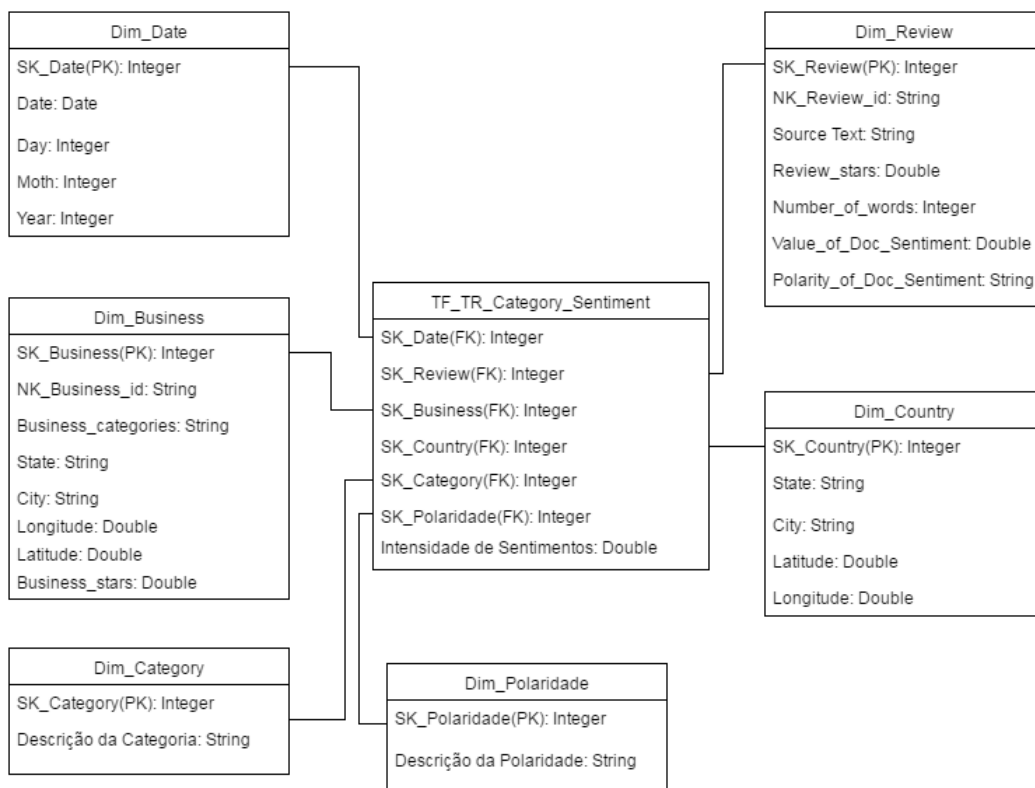 Dim_Date
SK_Date(PK): Integer
Date: Date
Day: Integer
Moth: Integer
Year: Integer
Dim_Review
SK_Review(PK): Integer
NK_Review_id: String
Source Text: String
Review_stars: Double
Number_of_words: Integer
Value_of_Doc_Sentiment: Double
Polarity_of_Doc_Sentiment: String
Dim_Business
SK_Business(PK): Integer
NK_Business_id: String
Business_categories: String
State: String
City: String
Longitude: Double
Latitude: Double
Business_stars: Double
TF_TR_Category_Sentiment
SK_Date(FK): Integer
SK_Review(FK): Integer
SK_Business(FK): Integer
SK_Country(FK): Integer
SK_Category(FK): Integer
SK_Polaridade(FK): Integer
Intensidade de Sentimentos: Double
Dim_Country
SK_Country(PK): Integer
State: String
City: String
Latitude: Double
Longitude: Double
Dim_Category
SK_Category(PK): Integer
Descrição da Categoria: String
Dim_Polaridade
SK_Polaridade(PK): Integer
Descrição da Polaridade: String